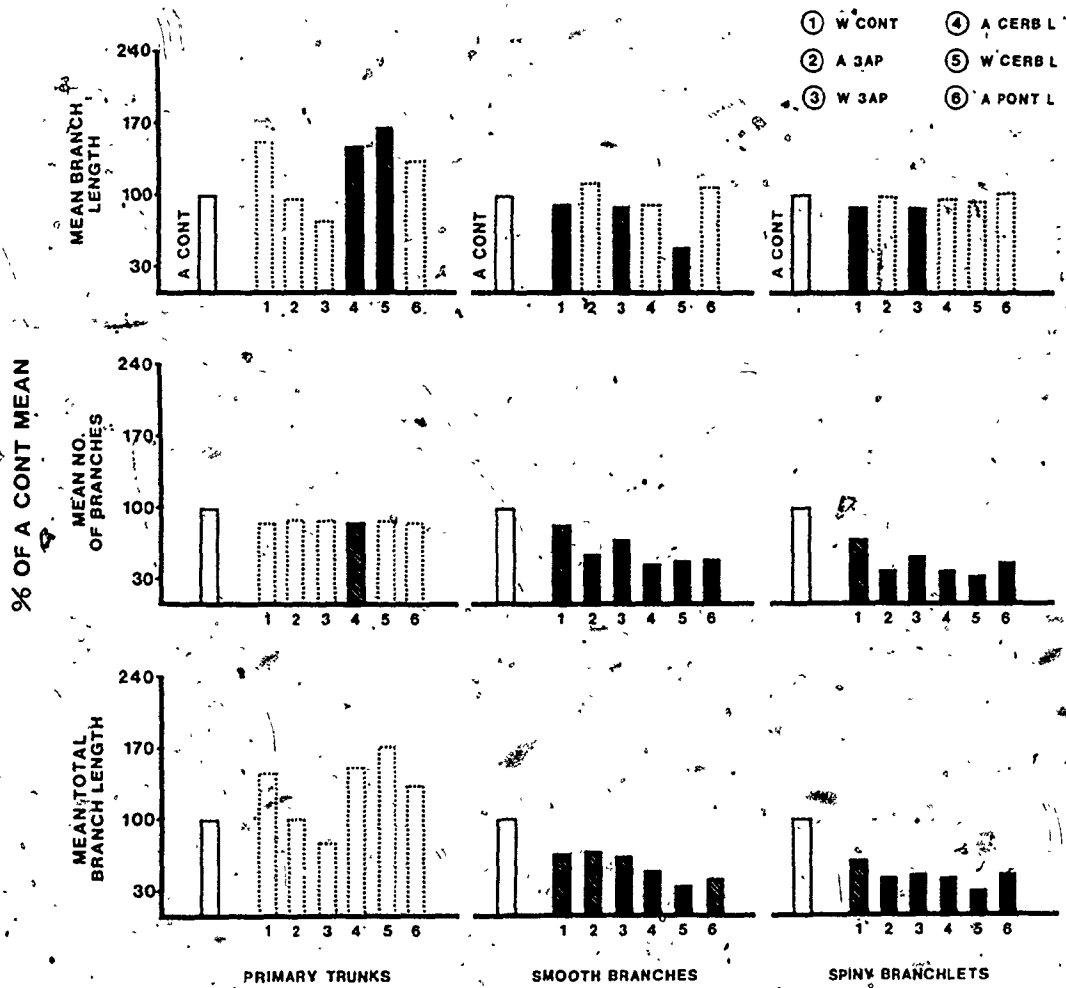 ① W CONT ④ A CERB L
② A 3AP ⑤ W CERB L
③ W 3AP ⑥ A PONT L
% OF A CONT MEAN
MEAN BRANCH
LENGTH
240
170
100
30
A CONT
1 2 3 4 5 6
A CONT
1 2 3 4 5 6
A CONT
1 2 3 4 5 6
MEAN NO.
OF BRANCHES
240
170
100
30
1 2 3 4 5 6
1 2 3 4 5 6
1 2 3 4 5 6
MEAN TOTAL
BRANCH LENGTH
240
170
100
30
1 2 3 4 5 6
1 2 3 4 5 6
1 2 3 4 5 6
PRIMARY TRUNKS
SMOOTH BRANCHES
SPINY BRANCHLETS